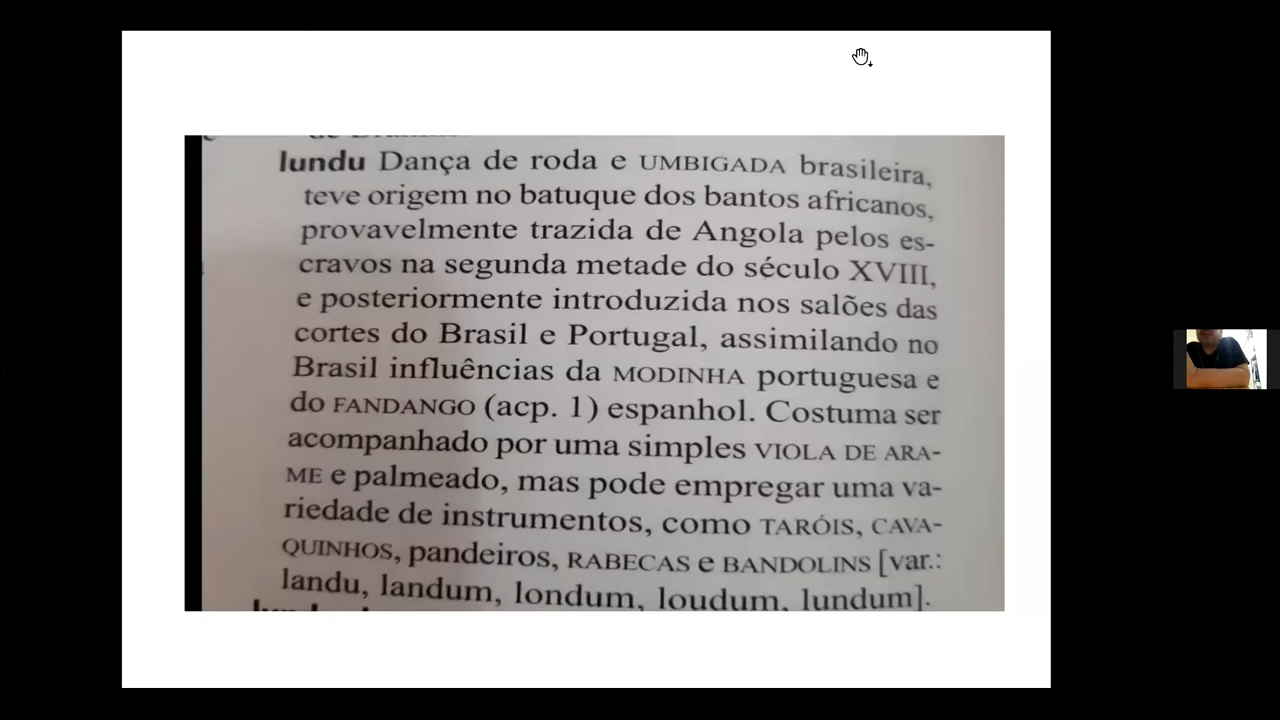 lundu Dança de roda e UMBIGADA brasileira,
teve origem no batuque dos bantos africanos,
provavelmente trazida de Angola pelos es-
cravos na segunda metade do século XVIII,
e posteriormente introduzida nos salões das
cortes do Brasil e Portugal, assimilando no
Brasil influências da MODINHA portuguesa e
do FANDANGO (acp. 1) espanhol. Costuma ser
acompanhado por uma simples VIOLA DE ARA-
ME e palmeado, mas pode empregar uma va-
riedade de instrumentos, como TARÓIS, CAVA-
QUINHOS, pandeiros, RABECAS e BANDOLINS [var.:
landu, landum, londum, loudum, lundum].